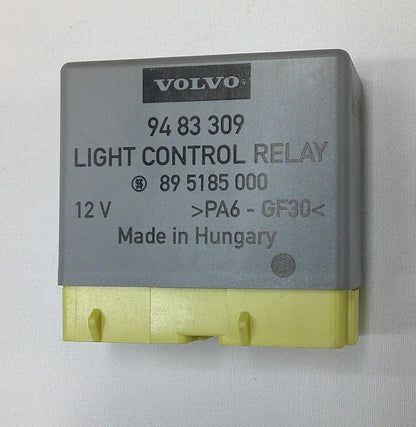 VOLVO
94 83 309
LIGHT CONTROL RELAY
89 5185 000
12 V >PA6 - GF30<
Made in Hungary